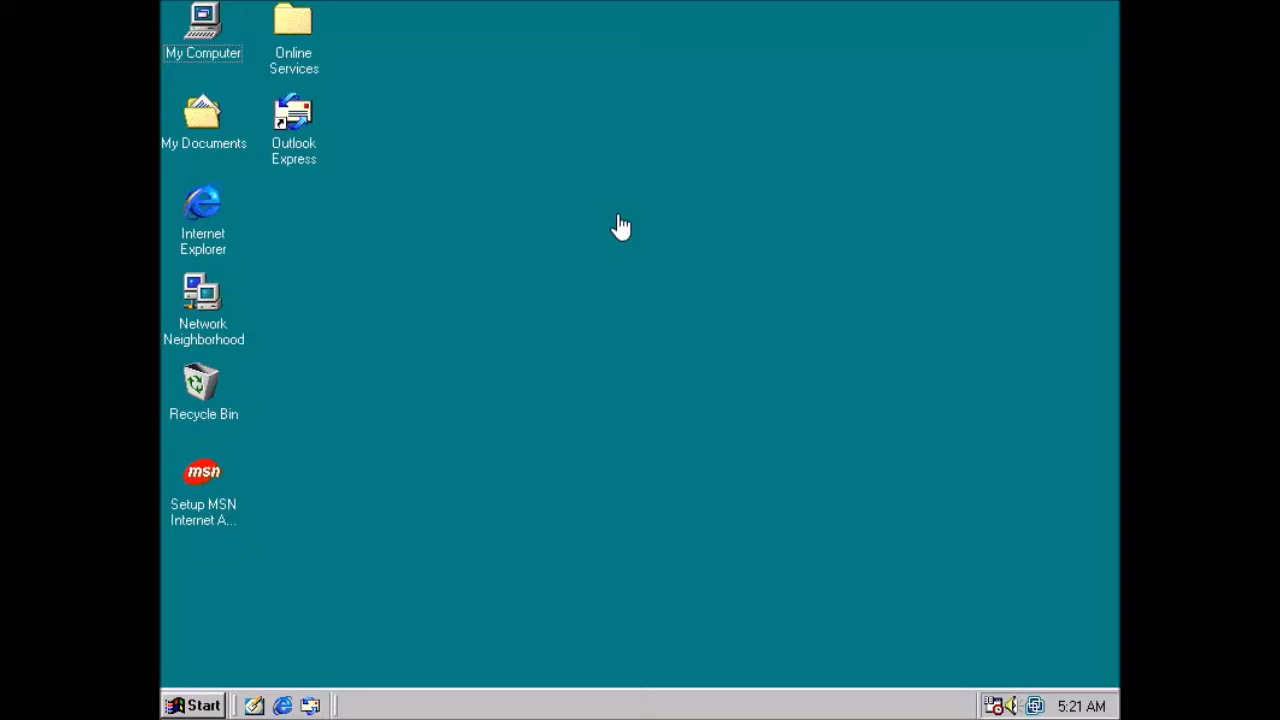 My Computer
Online
Services
My Documents
Outlook
Express
Internet
Explorer
Network
Neighborhood
Recycle Bin
msn
Setup MSN
Internet A...
Start
5:21 AM